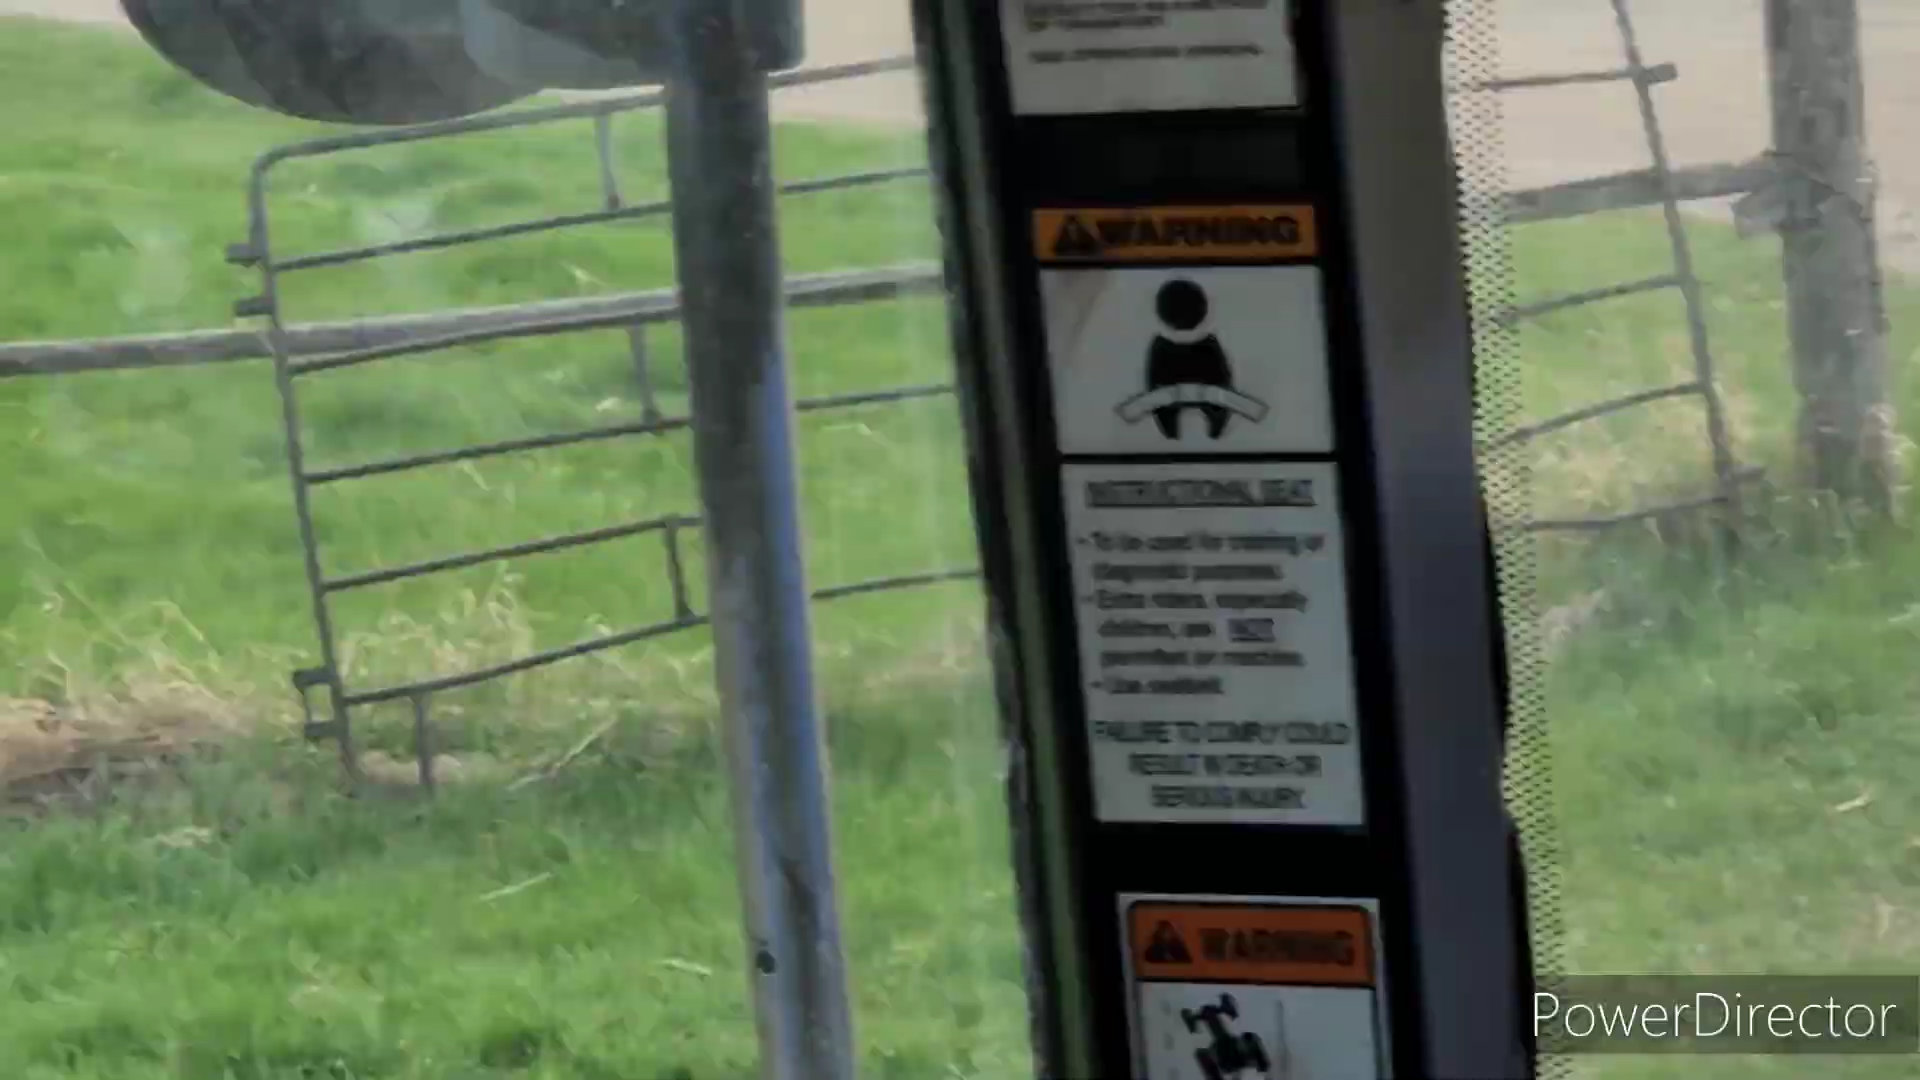 WARNING
INSTRUCTIONAL SEAT
• To be used for training or
diagnostic purposes.
• Extra riders, especially
children, are NOT
permitted on machine.
• Use seatbelt.
FAILURE TO COMPLY COULD
RESULT IN DEATH OR
SERIOUS INJURY
WARNING
PowerDirector